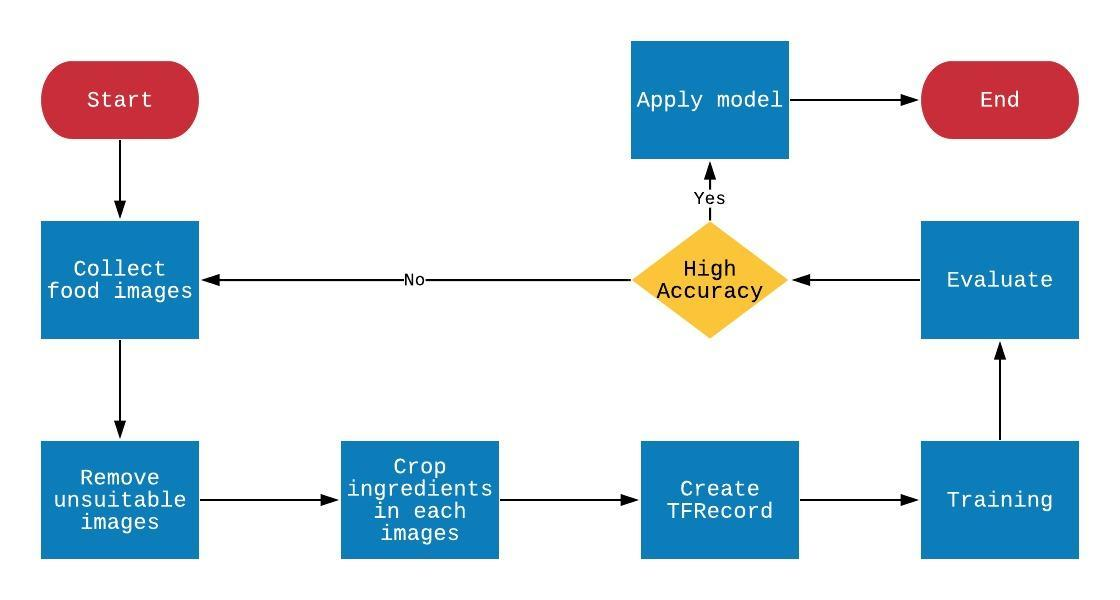 Start
Apply model
End
Yes
Collect
food images
No
High
Accuracy
Evaluate
Remove
unsuitable
images
Crop
ingredients
in each
images
Create
TFRecord
Training